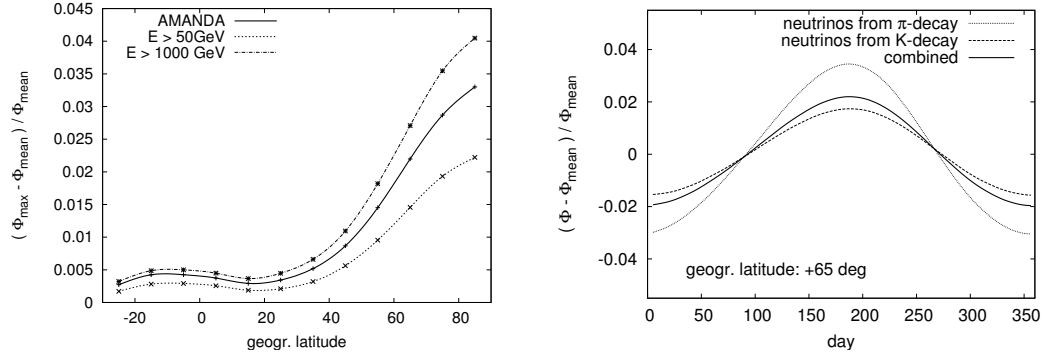 AMANDA
E > 50GeV
E > 1000 GeV
0.045
0.04
0.035
0.03
0.025
0.02
0.015
0.01
0.005
0
( Φmax - Φmean ) / Φmean
-20 0 20 40 60 80
geogr. latitude
neutrinos from π-decay
neutrinos from K-decay
combined
0.04
0.02
0
-0.02
-0.04
( Φ - Φmean ) / Φmean
geogr. latitude: +65 deg
0 50 100 150 200 250 300 350
day